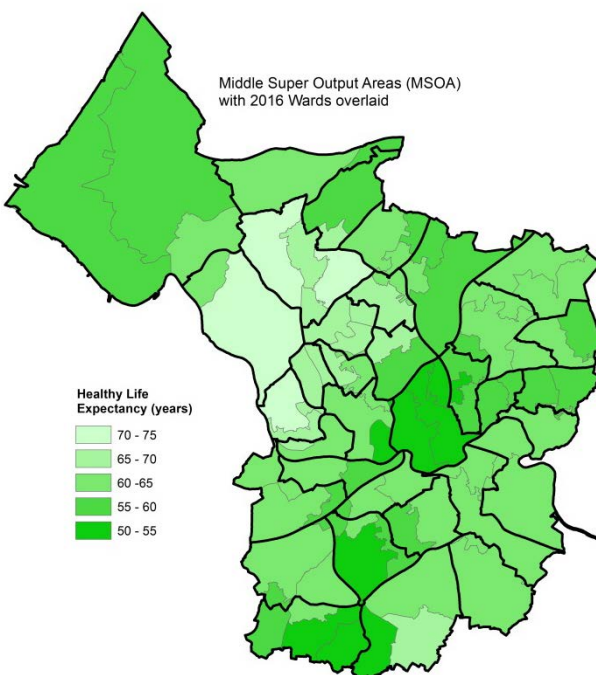 Middle Super Output Areas (MSOA)
with 2016 Wards overlaid
Healthy Life
Expectancy (years)
70 - 75
65 - 70
60 -65
55 - 60
50 - 55